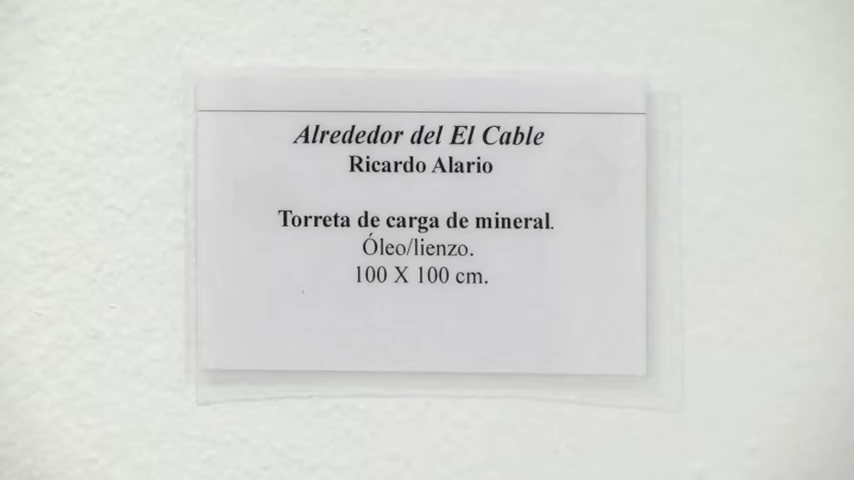 Alrededor del El Cable
Ricardo Alario
Torreta de carga de mineral.
Óleo/lienzo.
100 X 100 cm.